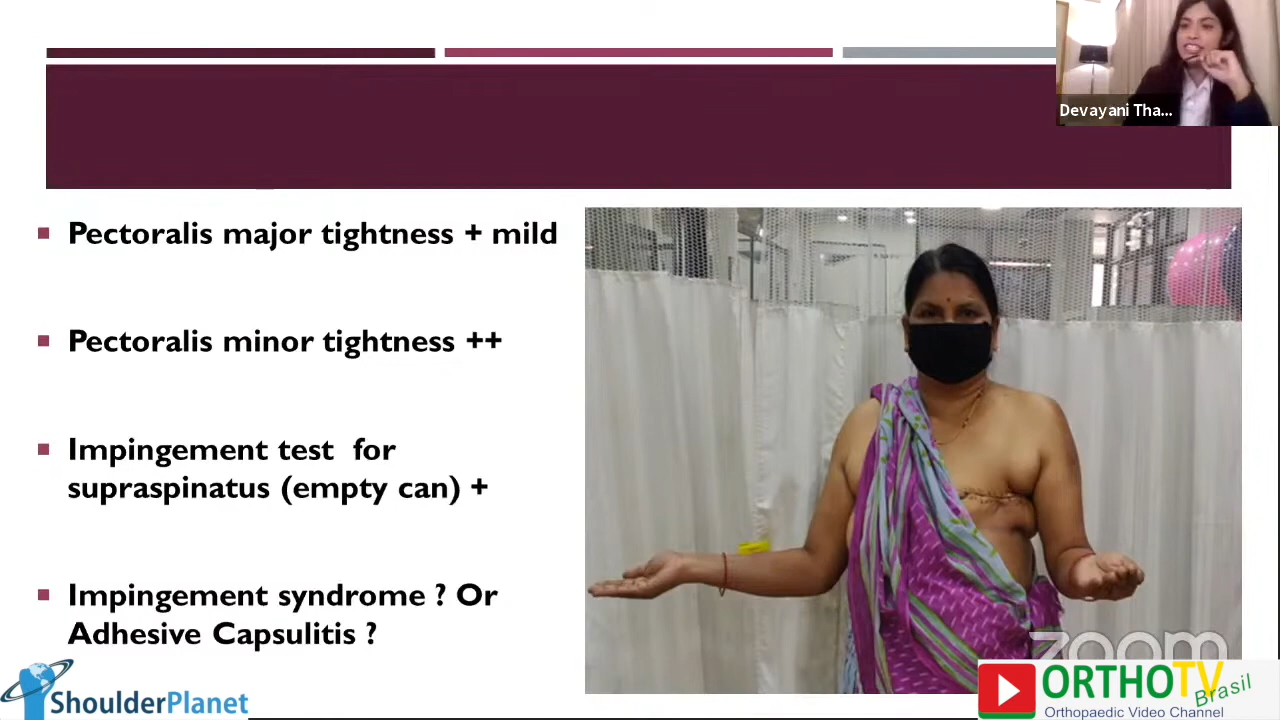 Devayani Tha...
Pectoralis major tightness + mild
Pectoralis minor tightness ++
Impingement test for
supraspinatus (empty can) +
Impingement syndrome ? Or
Adhesive Capsulitis ?
zoom
ShoulderPlanet
ORTHOTV
Brasil
Orthopaedic Video Channel